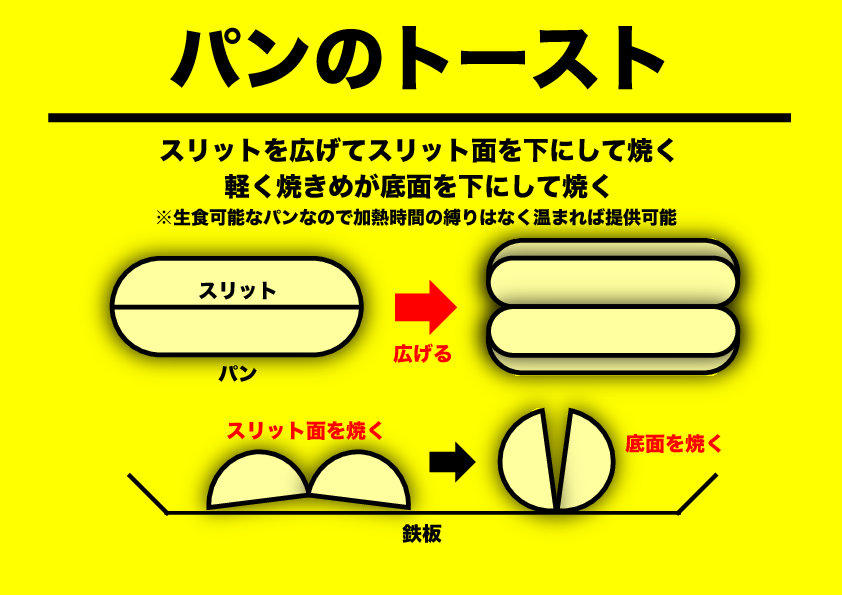 パンのトースト
スリットを広げてスリット面を下にして焼く
軽く焼きめが底面を下にして焼く
※生食可能なパンなので加熱時間の縛りはなく温まれば提供可能
スリット
広げる
パン
スリット面を焼く
底面を焼く
鉄板